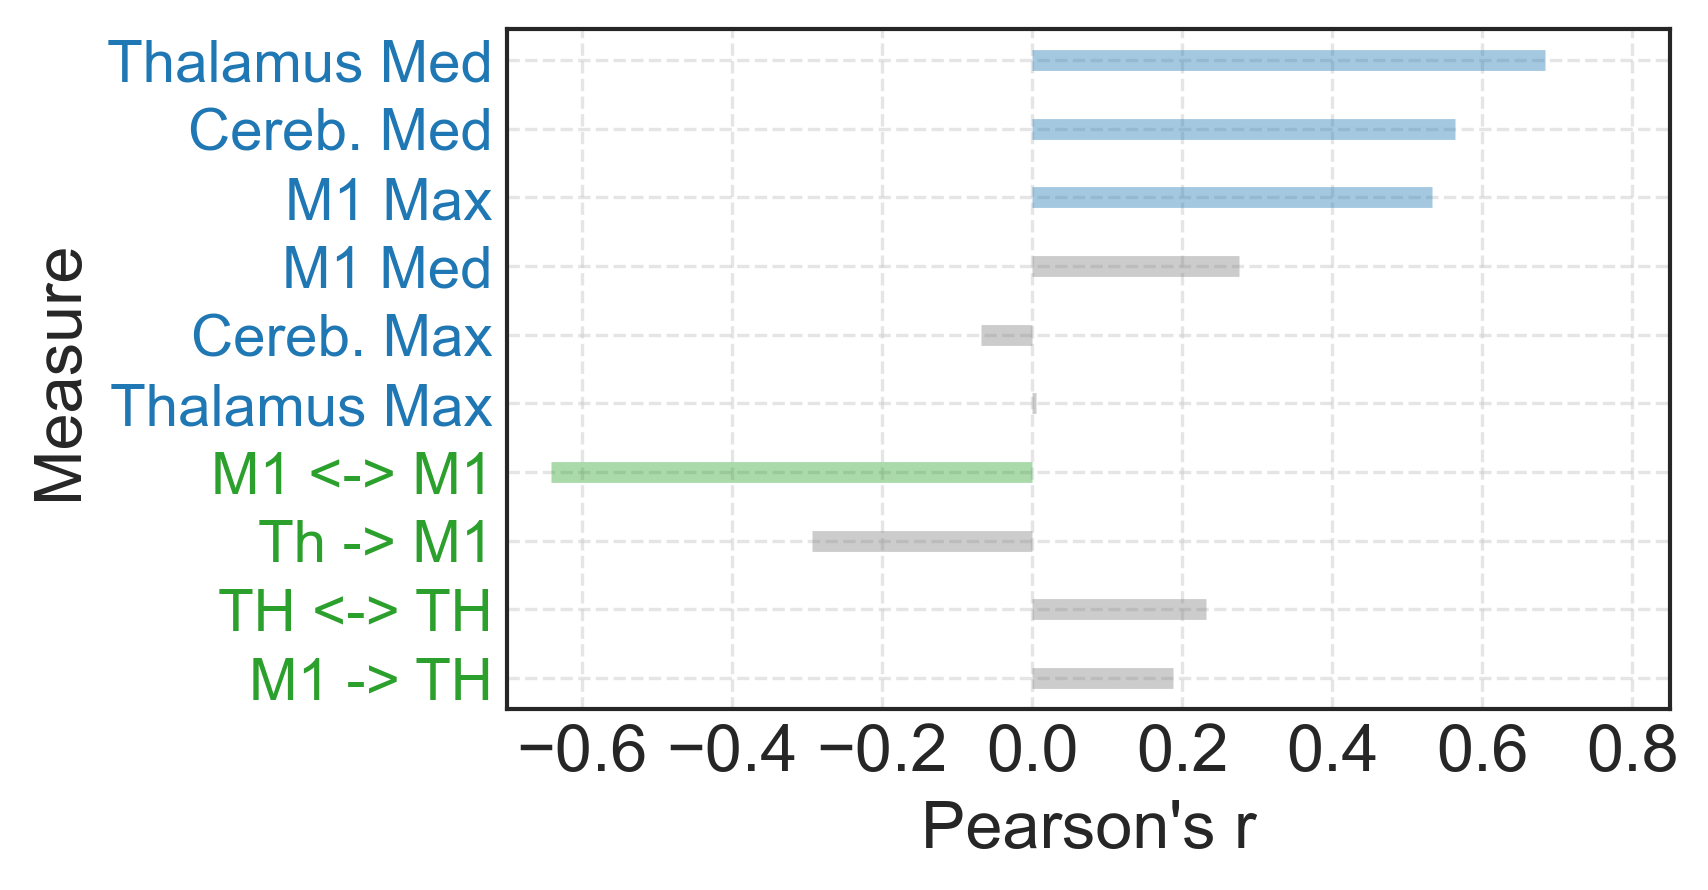 Thalamus Med
Cereb. Med
M1 Max
M1 Med
Cereb. Max
Thalamus Max
M1 <-> M1
Th -> M1
TH <-> TH
M1 -> TH
Measure
−0.6 −0.4 −0.2 0.0 0.2 0.4 0.6 0.8
Pearson's r